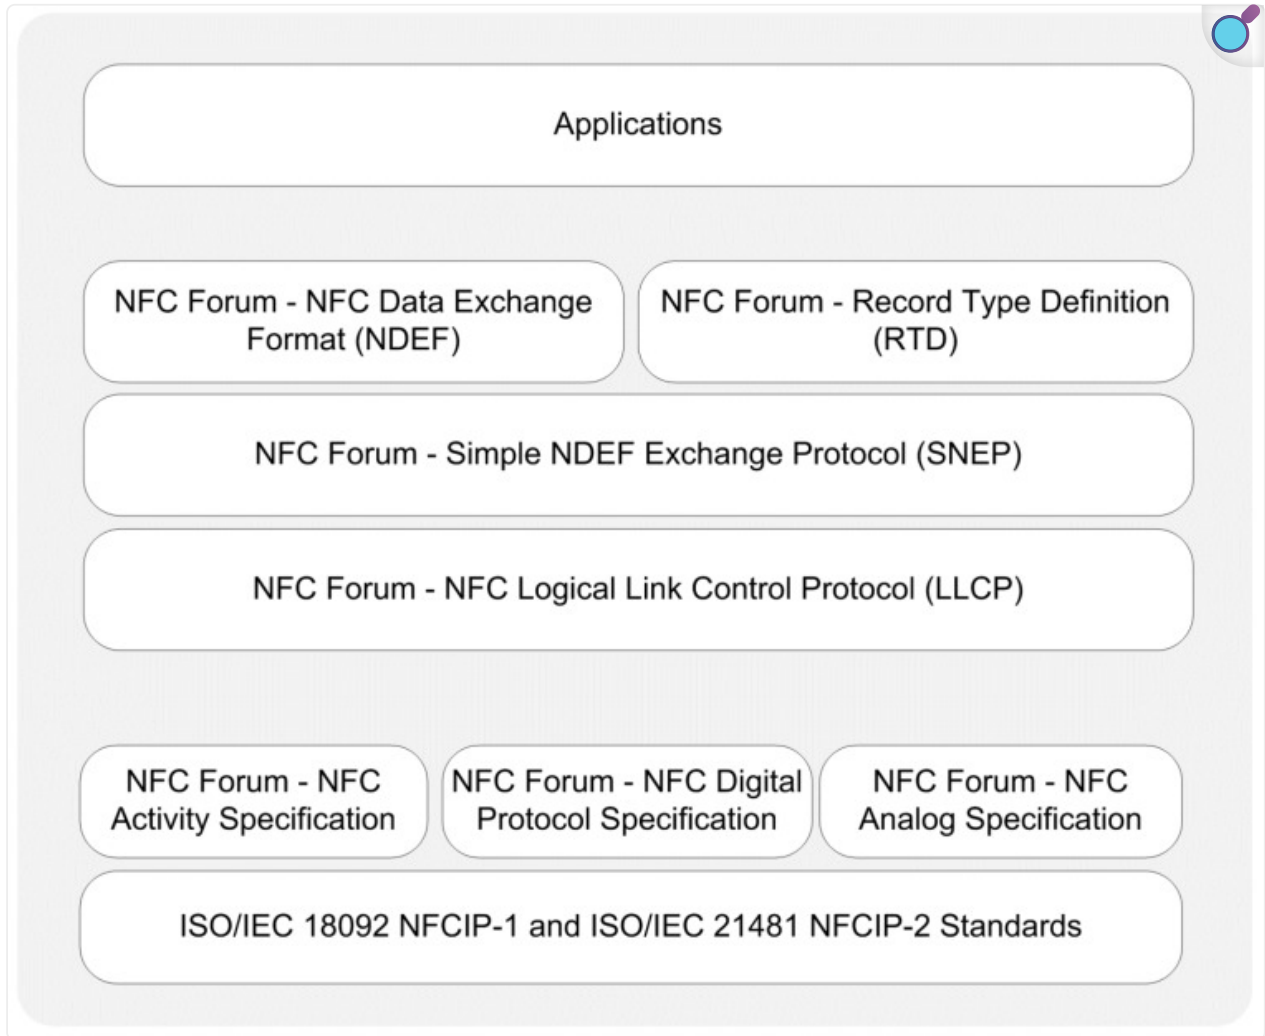 Applications
NFC Forum - NFC Data Exchange
Format (NDEF)
NFC Forum - Record Type Definition
(RTD)
NFC Forum - Simple NDEF Exchange Protocol (SNEP)
NFC Forum - NFC Logical Link Control Protocol (LLCP)
NFC Forum - NFC
Activity Specification
NFC Forum - NFC Digital
Protocol Specification
NFC Forum - NFC
Analog Specification
ISO/IEC 18092 NFCIP-1 and ISO/IEC 21481 NFCIP-2 Standards